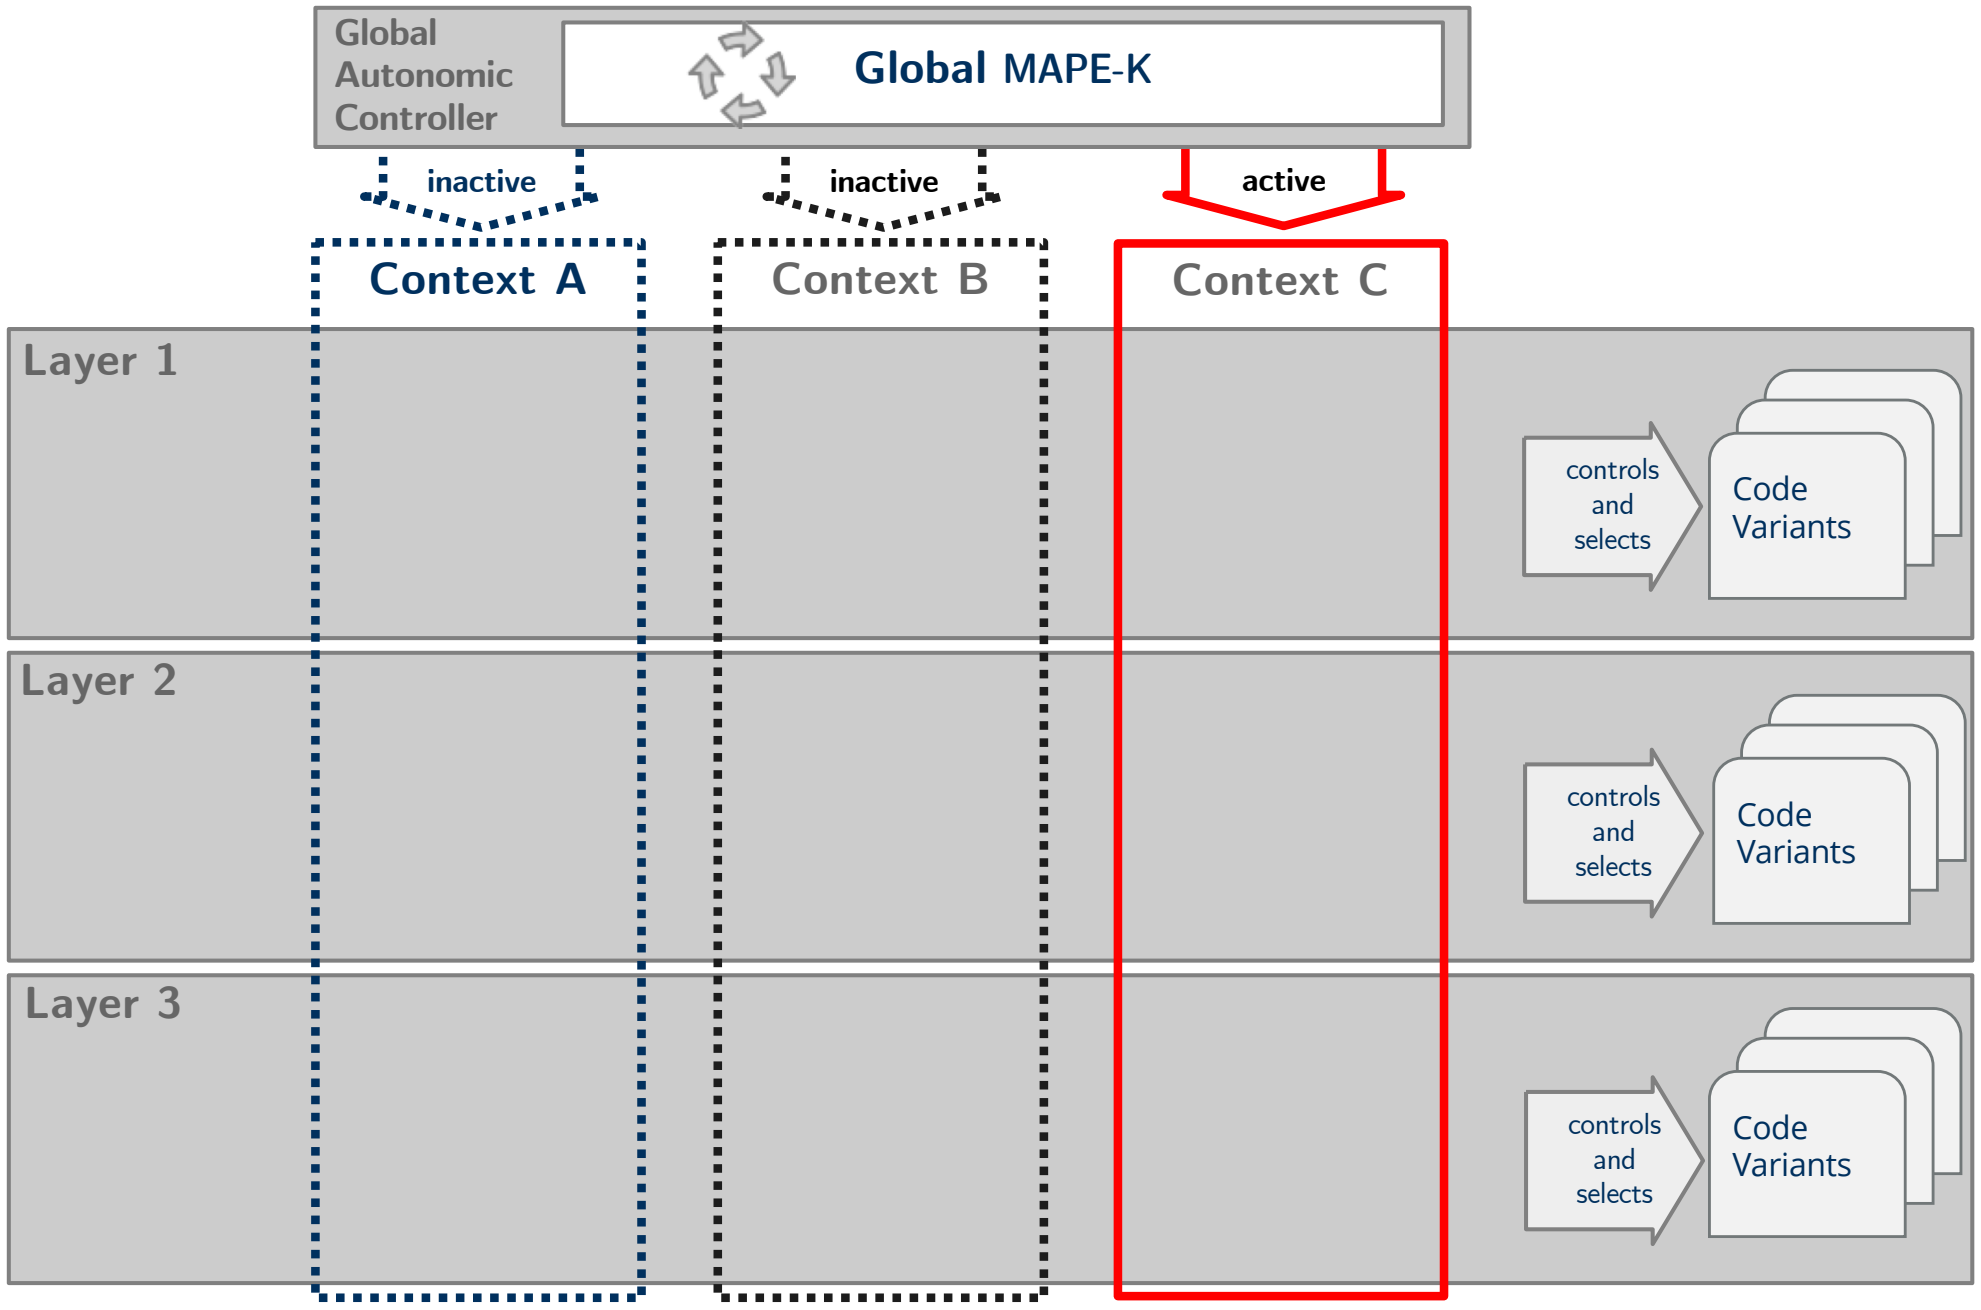 Global
Autonomic
Controller
Global MAPE-K
inactive
inactive
active
Context A
Context B
Context C
Layer 1
controls
and
selects
Code
Variants
Layer 2
controls
and
selects
Code
Variants
Layer 3
controls
and
selects
Code
Variants